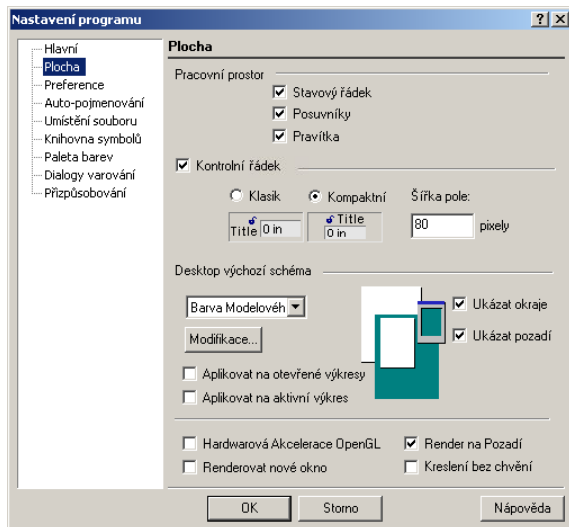 Nastavení programu
Hlavní
Plocha
Preference
Auto-pojmenování
Umístění souboru
Knihovna symbolů
Paleta barev
Dialogy varování
Přizpůsobování
Plocha
Pracovní prostor
Stavový řádek
Posuvníky
Pravítka
Kontrolní řádek
Klasik
Kompaktní
Šířka pole:
Title 0 in
Title
0 in
80
pixely
Desktop výchozí schéma
Barva Modelovéh
Modifikace...
Ukázat okraje
Ukázat pozadí
Aplikovat na otevřené výkresy
Aplikovat na aktivní výkres
Hardwarová Akcelerace OpenGL
Render na Pozadí
Renderovat nové okno
Kreslení bez chvění
OK
Storno
Nápověda